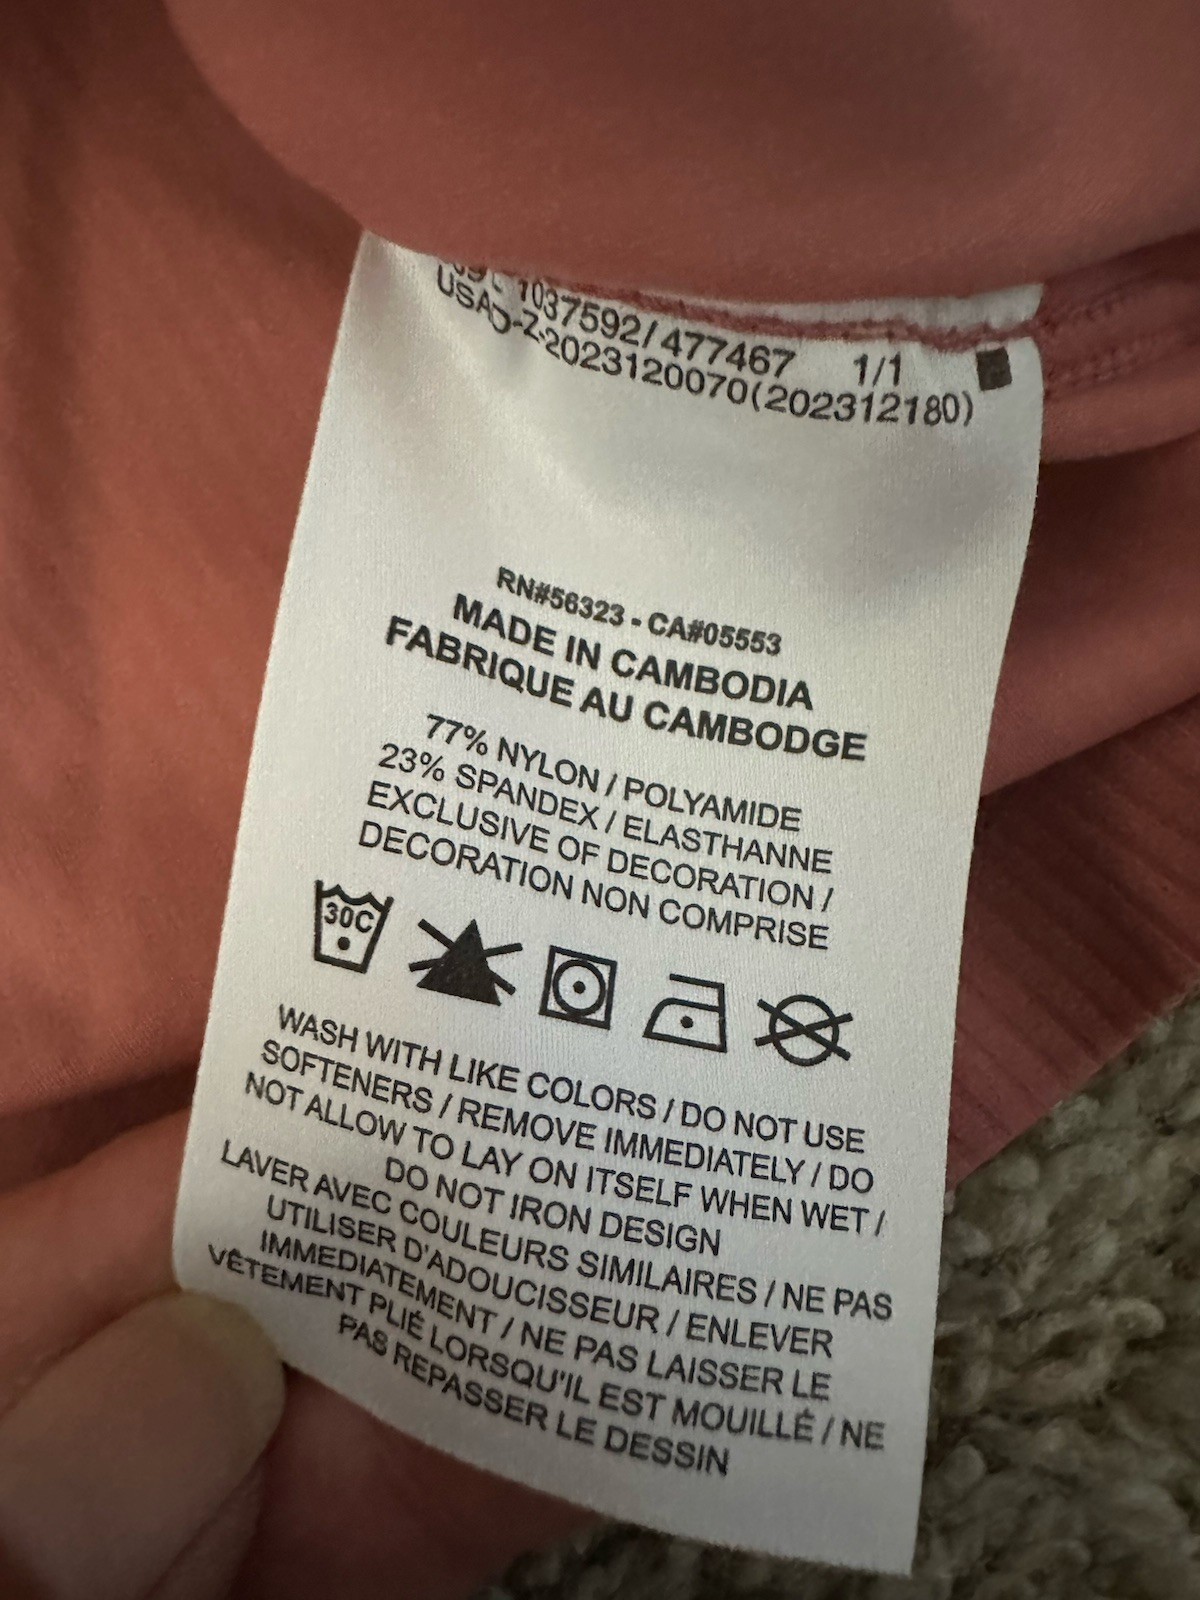 1037592/477467 1/1
USA
D-Z-2023120070(202312180)
RN#56323 - CA#05553
MADE IN CAMBODIA
FABRIQUE AU CAMBODGE
77% NYLON / POLYAMIDE
23% SPANDEX / ELASTHANNE
EXCLUSIVE OF DECORATION /
DECORATION NON COMPRISE
30C
WASH WITH LIKE COLORS / DO NOT USE
SOFTENERS / REMOVE IMMEDIATELY / DO
NOT ALLOW TO LAY ON ITSELF WHEN WET /
DO NOT IRON DESIGN
LAVER AVEC COULEURS SIMILAIRES / NE PAS
UTILISER D'ADOUCISSEUR / ENLEVER
IMMEDIATEMENT / NE PAS LAISSER LE
VÊTEMENT PLIÉ LORSQU'IL EST MOUILLÉ / NE
PAS REPASSER LE DESSIN